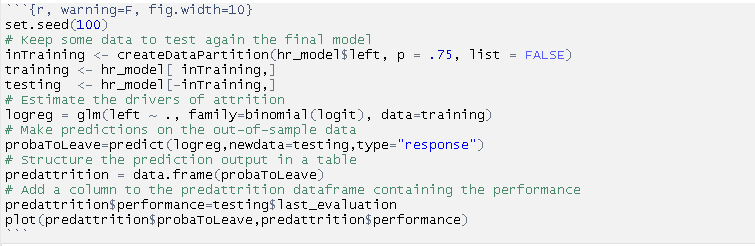 ```{r, warning=F, fig.width=10}
set.seed(100)
# Keep some data to test again the final model
inTraining <- createDataPartition(hr_model$left, p = .75, list = FALSE)
training <- hr_model[ inTraining,]
testing  <- hr_model[-inTraining,]
# Estimate the drivers of attrition
logreg = glm(left ~ ., family=binomial(logit), data=training)
# Make predictions on the out-of-sample data
probaToLeave=predict(logreg,newdata=testing,type="response")
# Structure the prediction output in a table
predattrition = data.frame(probaToLeave)
# Add a column to the predattrition dataframe containing the performance
predattrition$performance=testing$last_evaluation
plot(predattrition$probaToLeave,predattrition$performance)
```